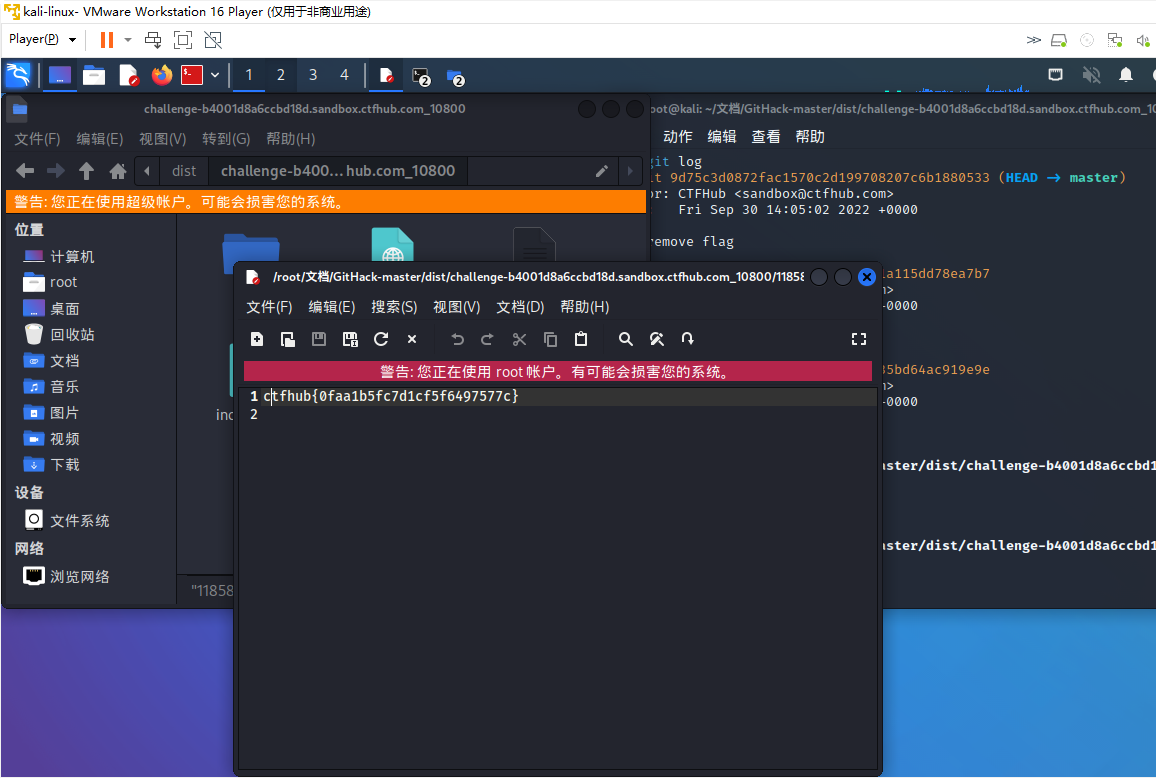 kali-linux- VMware Workstation 16 Player (仅用于非商业用途)
Player(P)
1 2 3 4 2 2
challenge-b4001d8a6ccbd18d.sandbox.ctfhub.com_10800
文件(F) 编辑(E) 视图(V) 转到(G) 帮助(H)
dist challenge-b400...hub.com_10800
警告: 您正在使用超级帐户。可能会损害您的系统。
位置
计算机
root
桌面
回收站
文档
音乐
图片
视频
下载
设备
文件系统
网络
浏览网络
"11858
oot@kali: ~/文档/GitHack-master/dist/challenge-b4001d8a6ccbd18d.sandbox.ctfhub.com_10
动作 编辑 查看 帮助
git log
it 9d75c3d0872fac1570c2d199708207c6b1880533 (HEAD → master)
or: CTFHub <sandbox@ctfhub.com>
Fri Sep 30 14:05:02 2022 +0000
remove flag
a115dd78ea7b7
>
+0000
5bd64ac919e9e
>
+0000
ster/dist/challenge-b4001d8a6ccbd1
ster/dist/challenge-b4001d8a6ccbd1
/root/文档/GitHack-master/dist/challenge-b4001d8a6ccbd18d.sandbox.ctfhub.com_10800/11858
文件(F) 编辑(E) 搜索(S) 视图(V) 文档(D) 帮助(H)
警告: 您正在使用 root 帐户。有可能会损害您的系统。
1 ctfhub{0faa1b5fc7d1cf5f6497577c}
2